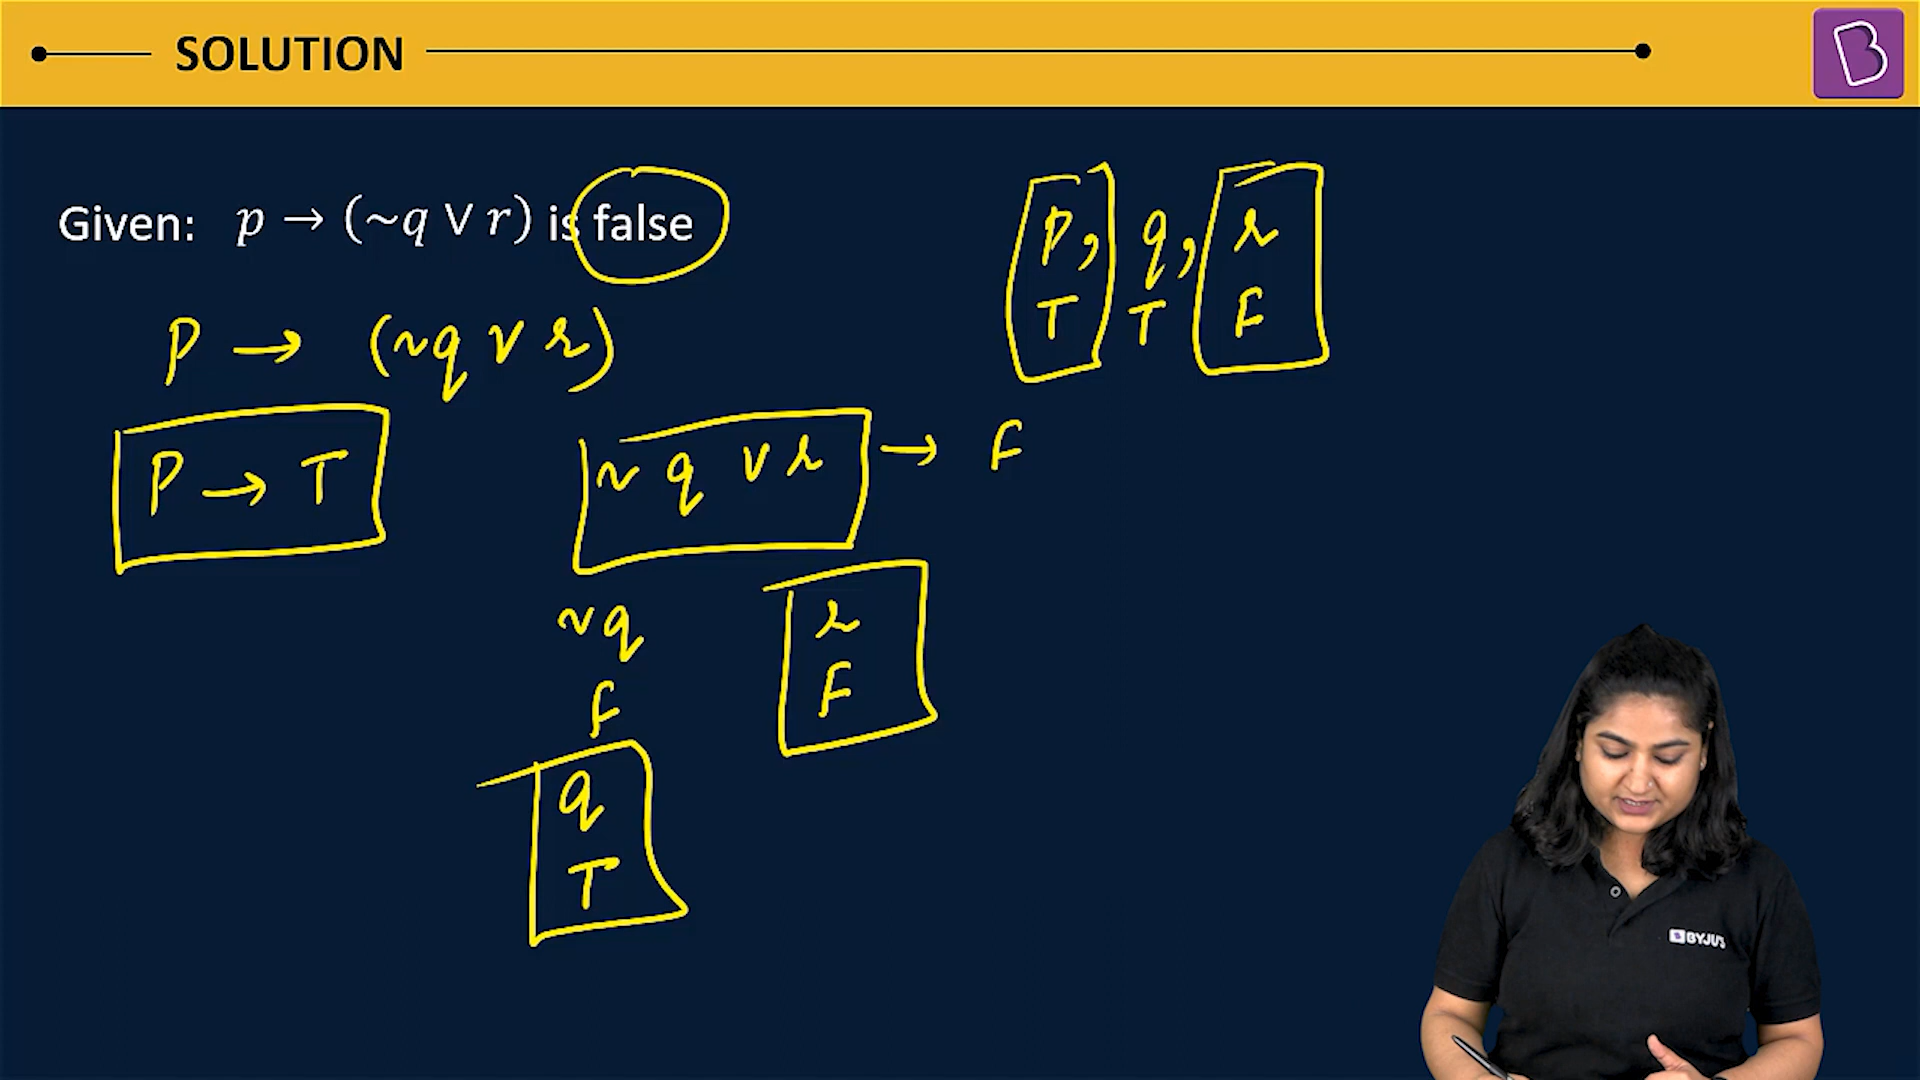 SOLUTION
Given: p → (~q ∨ r) is false
p, q, r
T T F
P → (~q ∨ r)
P → T
~q ∨ r → F
~q r
F F
q
T
BYJU'S